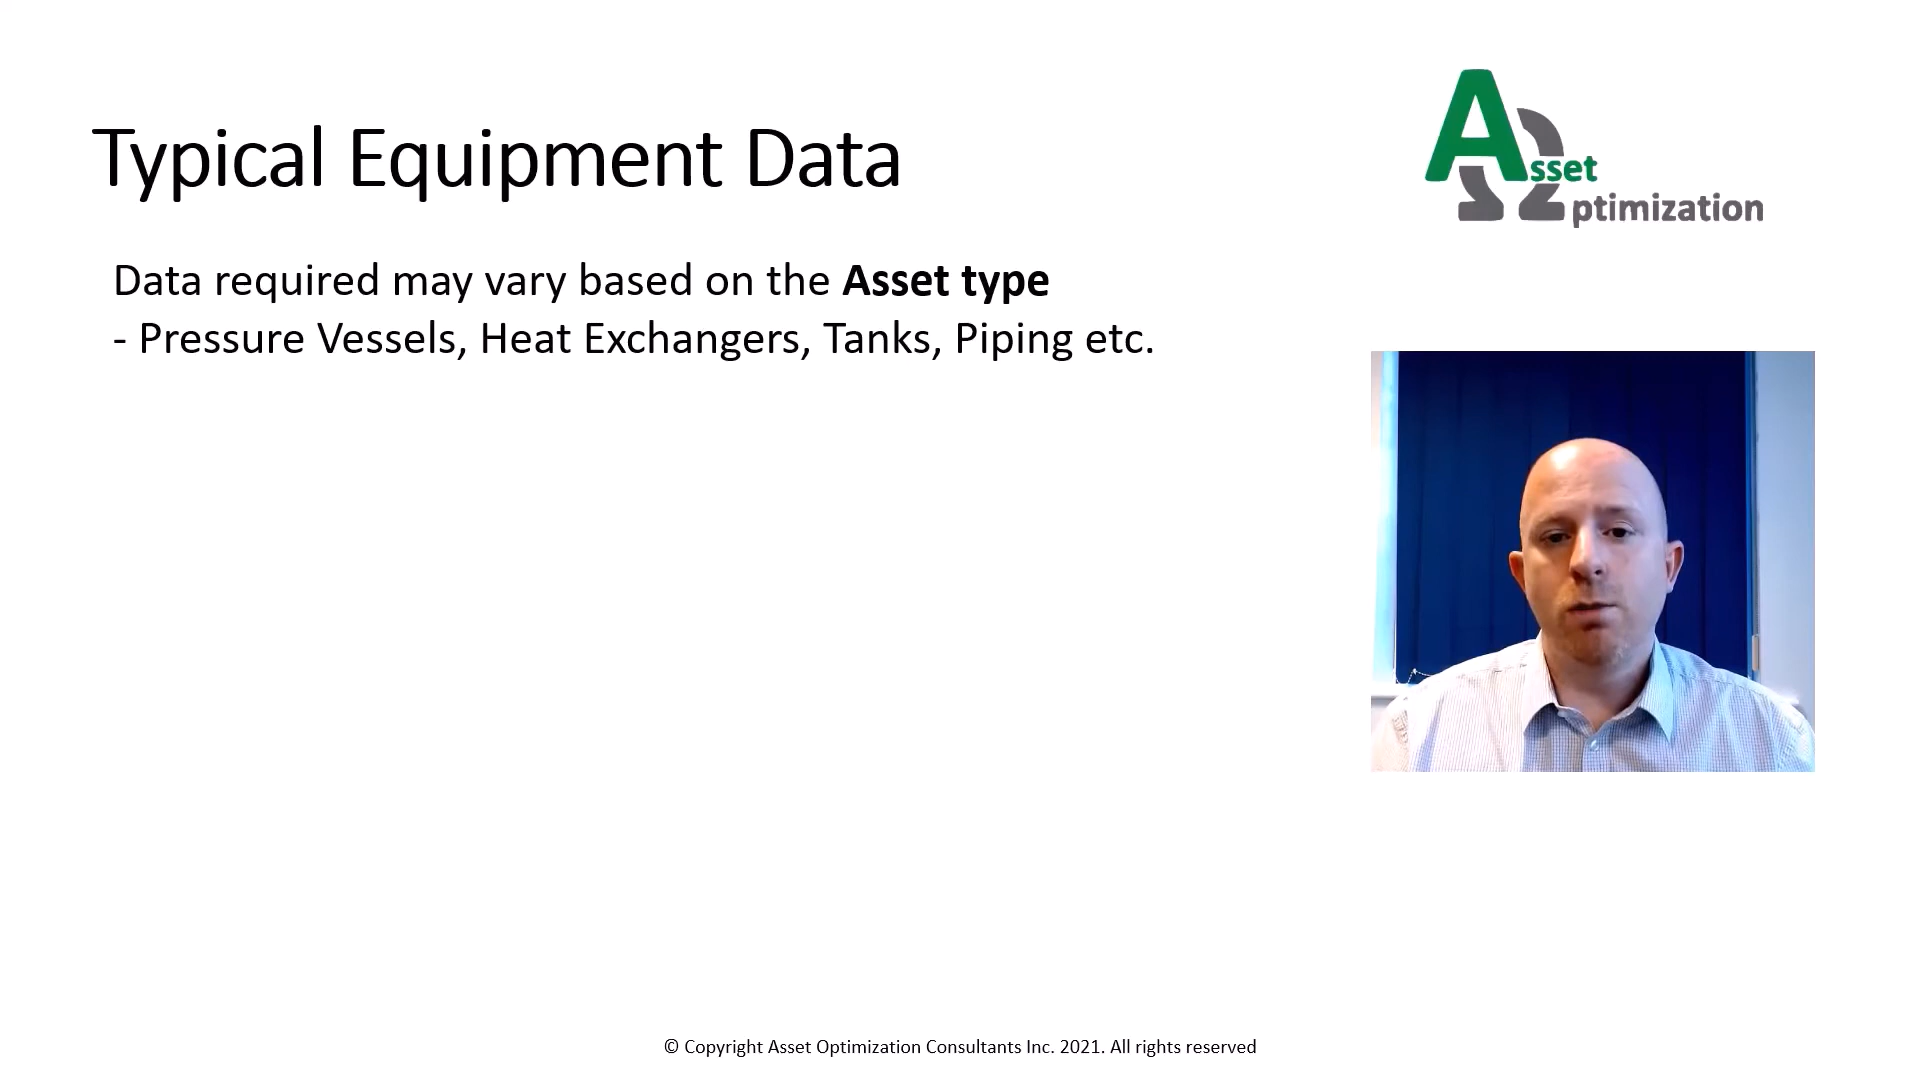 Typical Equipment Data
Asset
Optimization
Data required may vary based on the Asset type
- Pressure Vessels, Heat Exchangers, Tanks, Piping etc.
© Copyright Asset Optimization Consultants Inc. 2021. All rights reserved